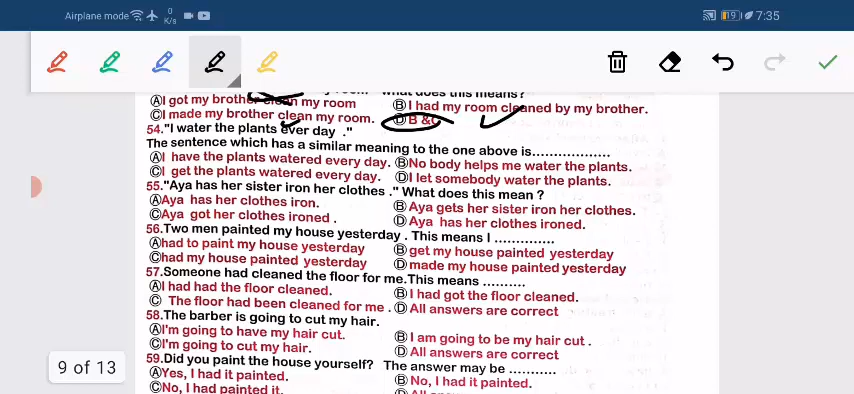 Airplane mode 0 K/s 19 7:35
my room" what does this means?
ⒶI got my brother clean my room ⒷI had my room cleaned by my brother.
ⒸI made my brother clean my room. ⒹB &C
54."I water the plants ever day ."
The sentence which has a similar meaning to the one above is..................
ⒶI have the plants watered every day. ⒷNo body helps me water the plants.
ⒸI get the plants watered every day. ⒹI let somebody water the plants.
55."Aya has her sister iron her clothes ." What does this mean ?
ⒶAya has her clothes iron. ⒷAya gets her sister iron her clothes.
ⒸAya got her clothes ironed . ⒹAya has her clothes ironed.
56.Two men painted my house yesterday . This means I ..............
Ⓐhad to paint my house yesterday Ⓑget my house painted yesterday
Ⓒhad my house painted yesterday Ⓓmade my house painted yesterday
57.Someone had cleaned the floor for me.This means ..........
ⒶI had had the floor cleaned. ⒷI had got the floor cleaned.
Ⓒ The floor had been cleaned for me . ⒹAll answers are correct
58.The barber is going to cut my hair.
ⒶI'm going to have my hair cut. ⒷI am going to be my hair cut .
ⒸI'm going to cut my hair. ⒹAll answers are correct
59.Did you paint the house yourself? The answer may be ...........
ⒶYes, I had it painted. ⒷNo, I had it painted.
ⒸNo, I had painted it.
9 of 13